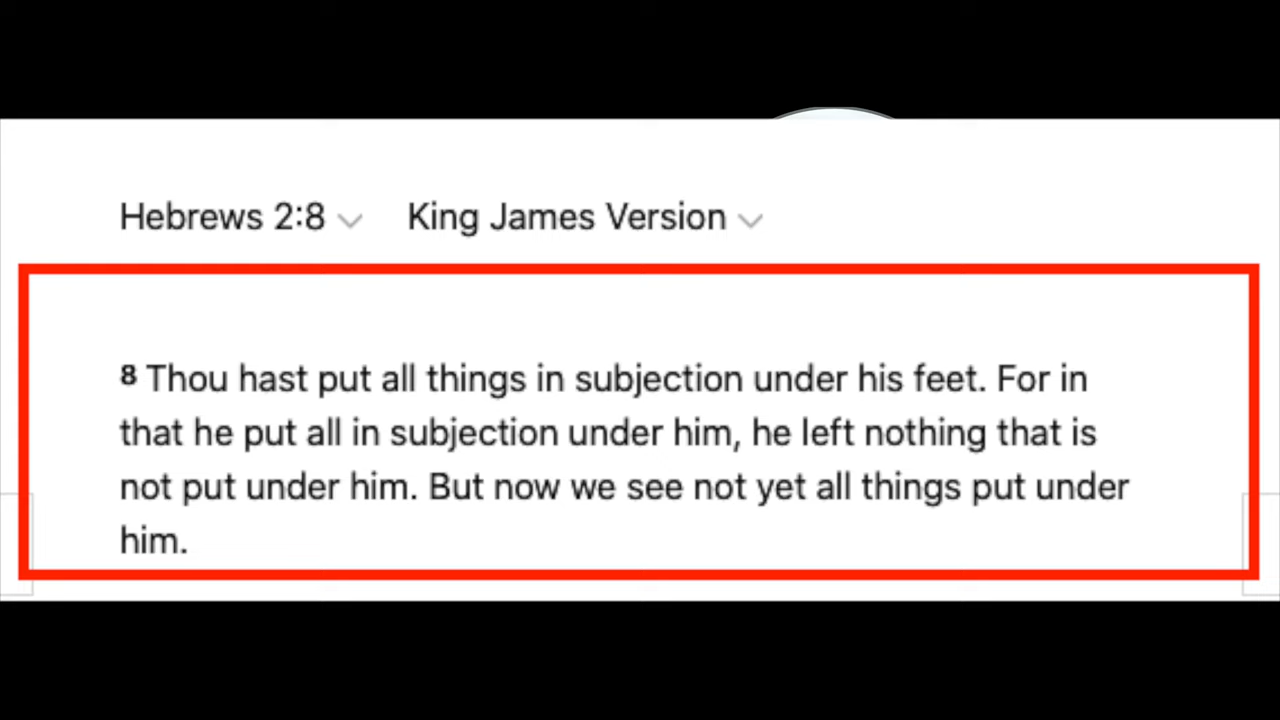 Hebrews 2:8 King James Version
8 Thou hast put all things in subjection under his feet. For in
that he put all in subjection under him, he left nothing that is
not put under him. But now we see not yet all things put under
him.